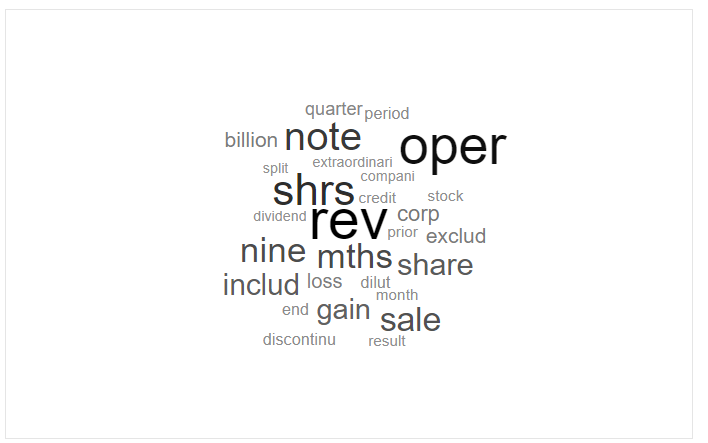 quarter period
billion note oper
split extraordinari
compani
shrs credit stock
dividend rev corp
prior exclud
nine mths share
includ loss dilut
month
end gain sale
discontinu result